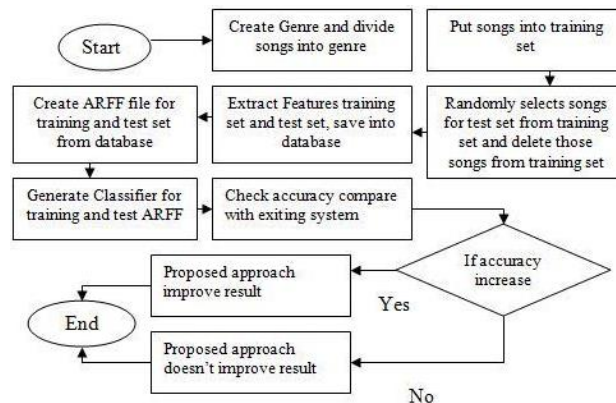 Start
Create Genre and divide
songs into genre
Put songs into training
set
Randomly selects songs
for test set from training
set and delete those
songs from training set
Extract Features training
set and test set, save into
database
Create ARFF file for
training and test set
from database
Generate Classifier for
training and test ARFF
Check accuracy compare
with exiting system
If accuracy
increase
Yes
Proposed approach
improve result
No
Proposed approach
doesn't improve result
End